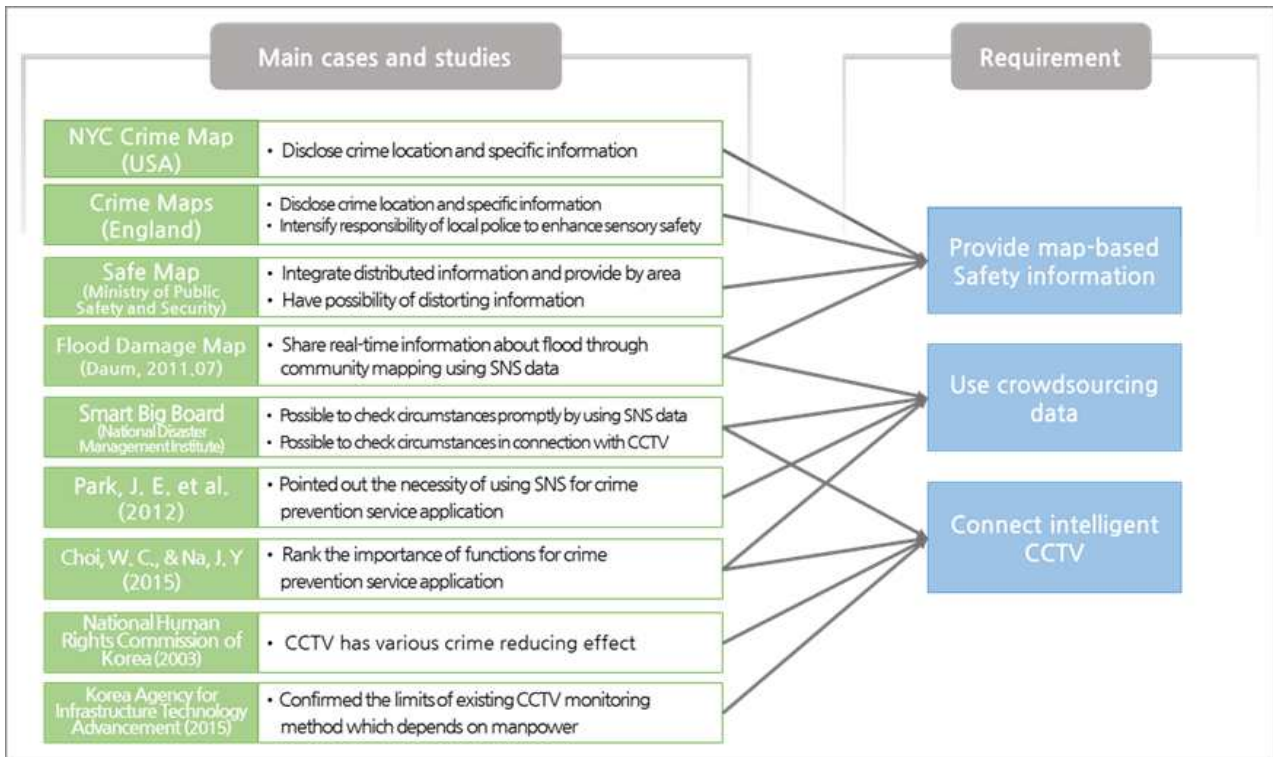 Main cases and studies
Requirement
NYC Crime Map
(USA)
• Disclose crime location and specific information
Crime Maps
(England)
• Disclose crime location and specific information
• Intensify responsibility of local police to enhance sensory safety
Safe Map
(Ministry of Public
Safety and Security)
• Integrate distributed information and provide by area
• Have possibility of distorting information
Flood Damage Map
(Daum, 2011.07)
• Share real-time information about flood through
community mapping using SNS data
Smart Big Board
(National Disaster
Management Institute)
• Possible to check circumstances promptly by using SNS data
• Possible to check circumstances in connection with CCTV
Park, J. E. et al.
(2012)
• Pointed out the necessity of using SNS for crime
prevention service application
Choi, W. C., & Na, J. Y
(2015)
• Rank the importance of functions for crime
prevention service application
National Human
Rights Commission of
Korea (2003)
• CCTV has various crime reducing effect
Korea Agency for
Infrastructure Technology
Advancement (2015)
• Confirmed the limits of existing CCTV monitoring
method which depends on manpower
Provide map-based
Safety information
Use crowdsourcing
data
Connect intelligent
CCTV